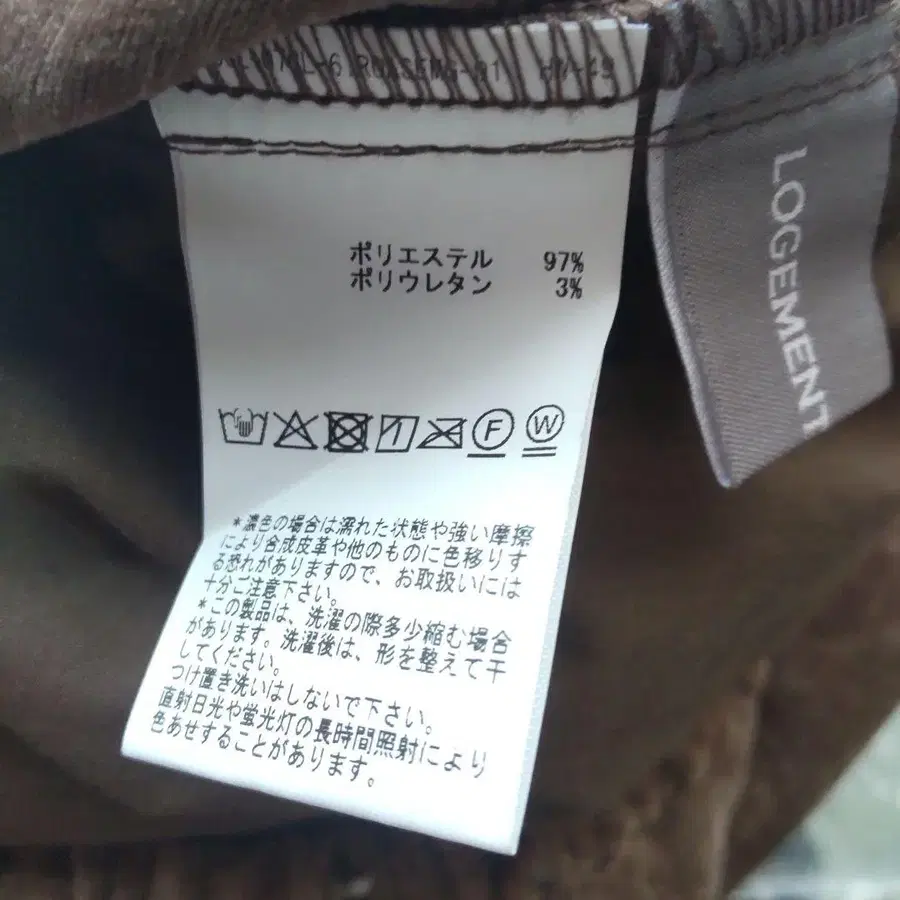 ポリエステル 97%
ポリウレタン 3%
F W
*濃色の場合は濡れた状態や強い摩擦
により合成皮革や他のものに色移りす
る恐れがありますので、お取扱いには
十分ご注意下さい。
*この製品は、洗濯の際多少縮む場合
があります。洗濯後は、形を整えて干
してください。
つけ置き洗いはしないで下さい。
直射日光や蛍光灯の長時間照射により
色あせすることがあります。
LOGEMENT